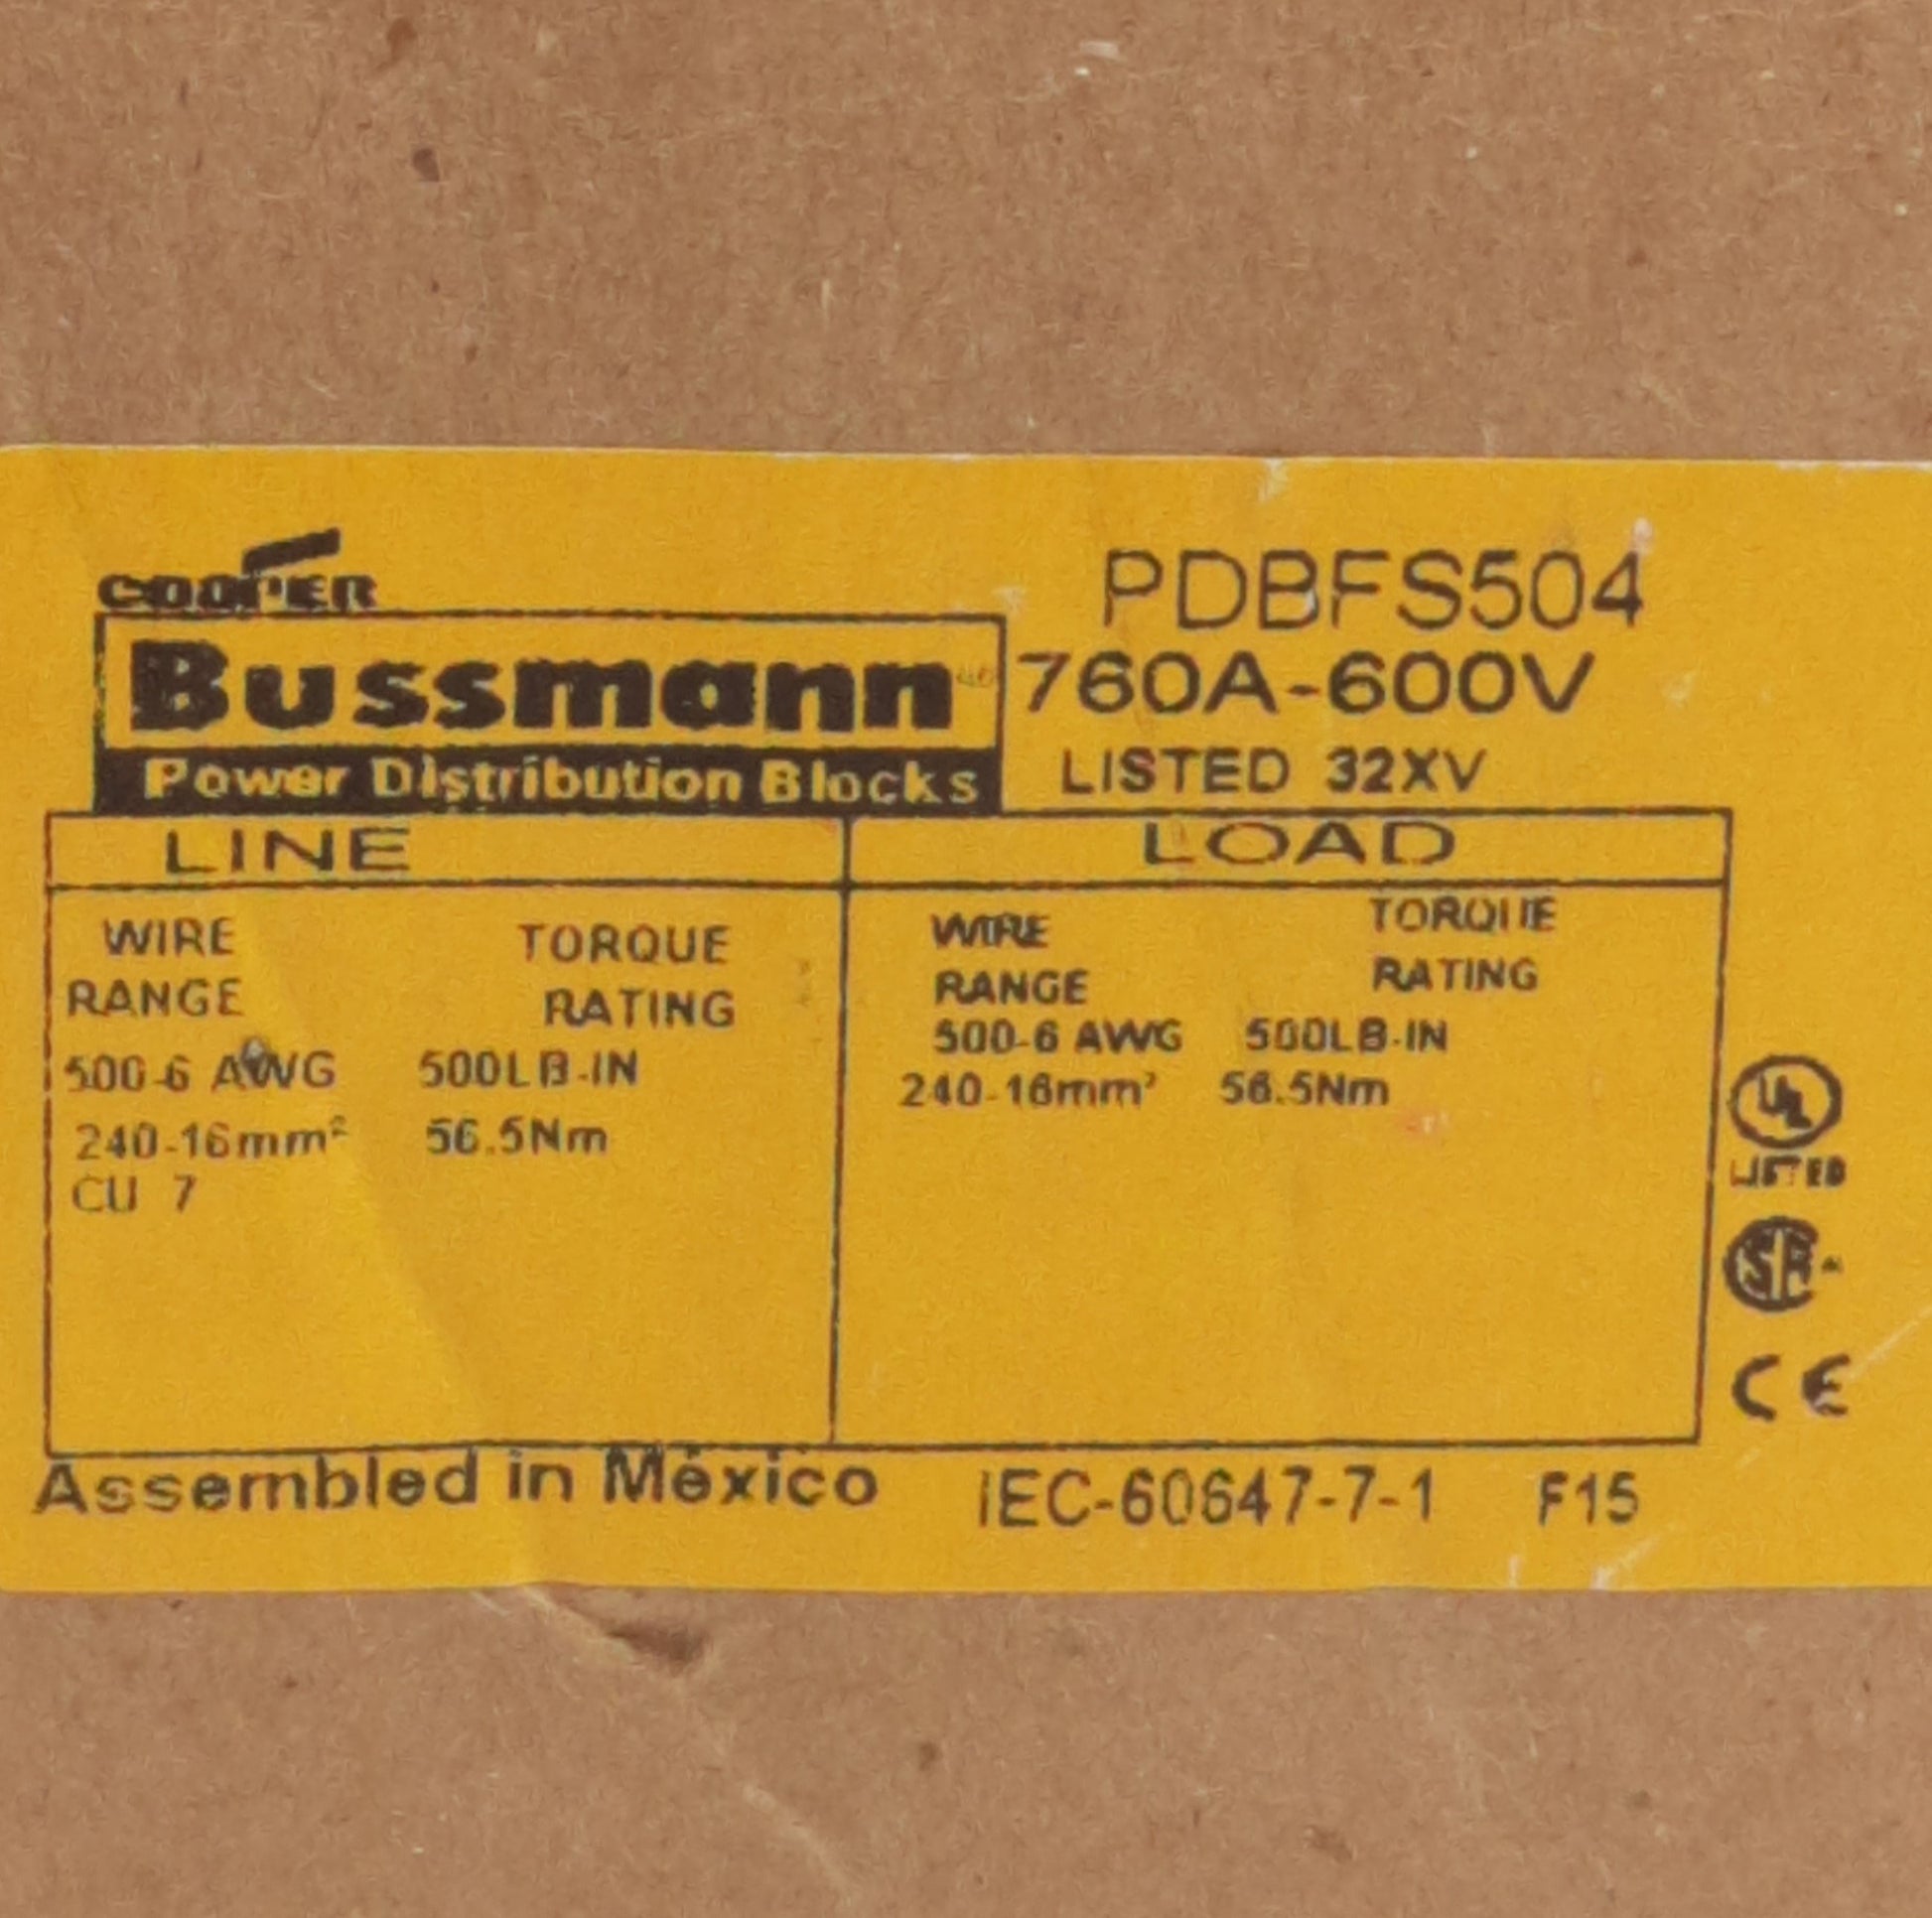 COOPER
Bussmann
Power Distribution Blocks
PDBFS504
760A-600V
LISTED 32XV
LINE
WIRE TORQUE
RANGE RATING
500-6 AWG 500LB-IN
240-16mm² 56.5Nm
CU 7
LOAD
WIRE TORQUE
RANGE RATING
500-6 AWG 500LB-IN
240-16mm² 56.5Nm
UL
LISTED
CE
Assembled in México IEC-60647-7-1 F15